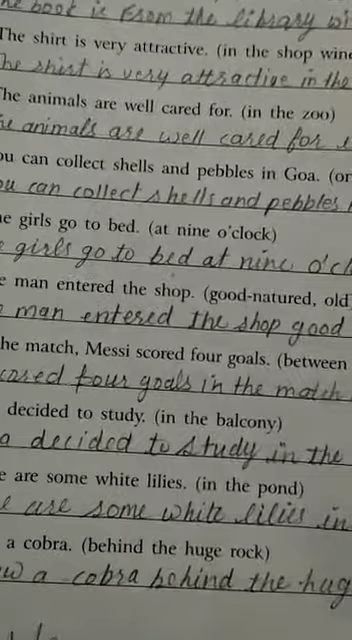 book is from the library
The shirt is very attractive. (in the shop
the shirt is very attractive in the
The animals are well cared for. (in the zoo)
animals are well cared for
ou can collect shells and pebbles in Goa. (on
ou can collect shells and pebbles
e girls go to bed. (at nine o'clock)
e girls go to bed at nine o'cl
e man entered the shop. (good-natured, old
man entered the shop good
he match, Messi scored four goals. (between
cored four goals in the match
decided to study. (in the balcony)
a decided to study in the
e are some white lilies. (in the pond)
e are some white lilies in
a cobra. (behind the huge rock)
w a cobra behind the hug